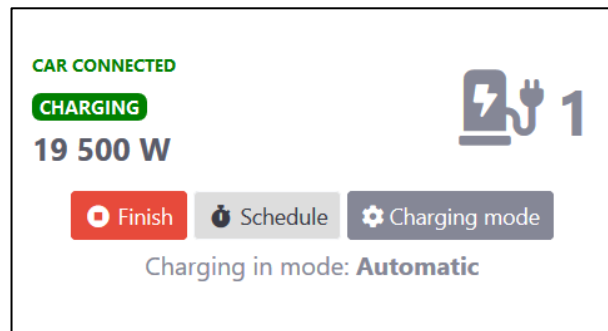 CAR CONNECTED
CHARGING
19 500 W
1
Finish
Schedule
Charging mode
Charging in mode: Automatic